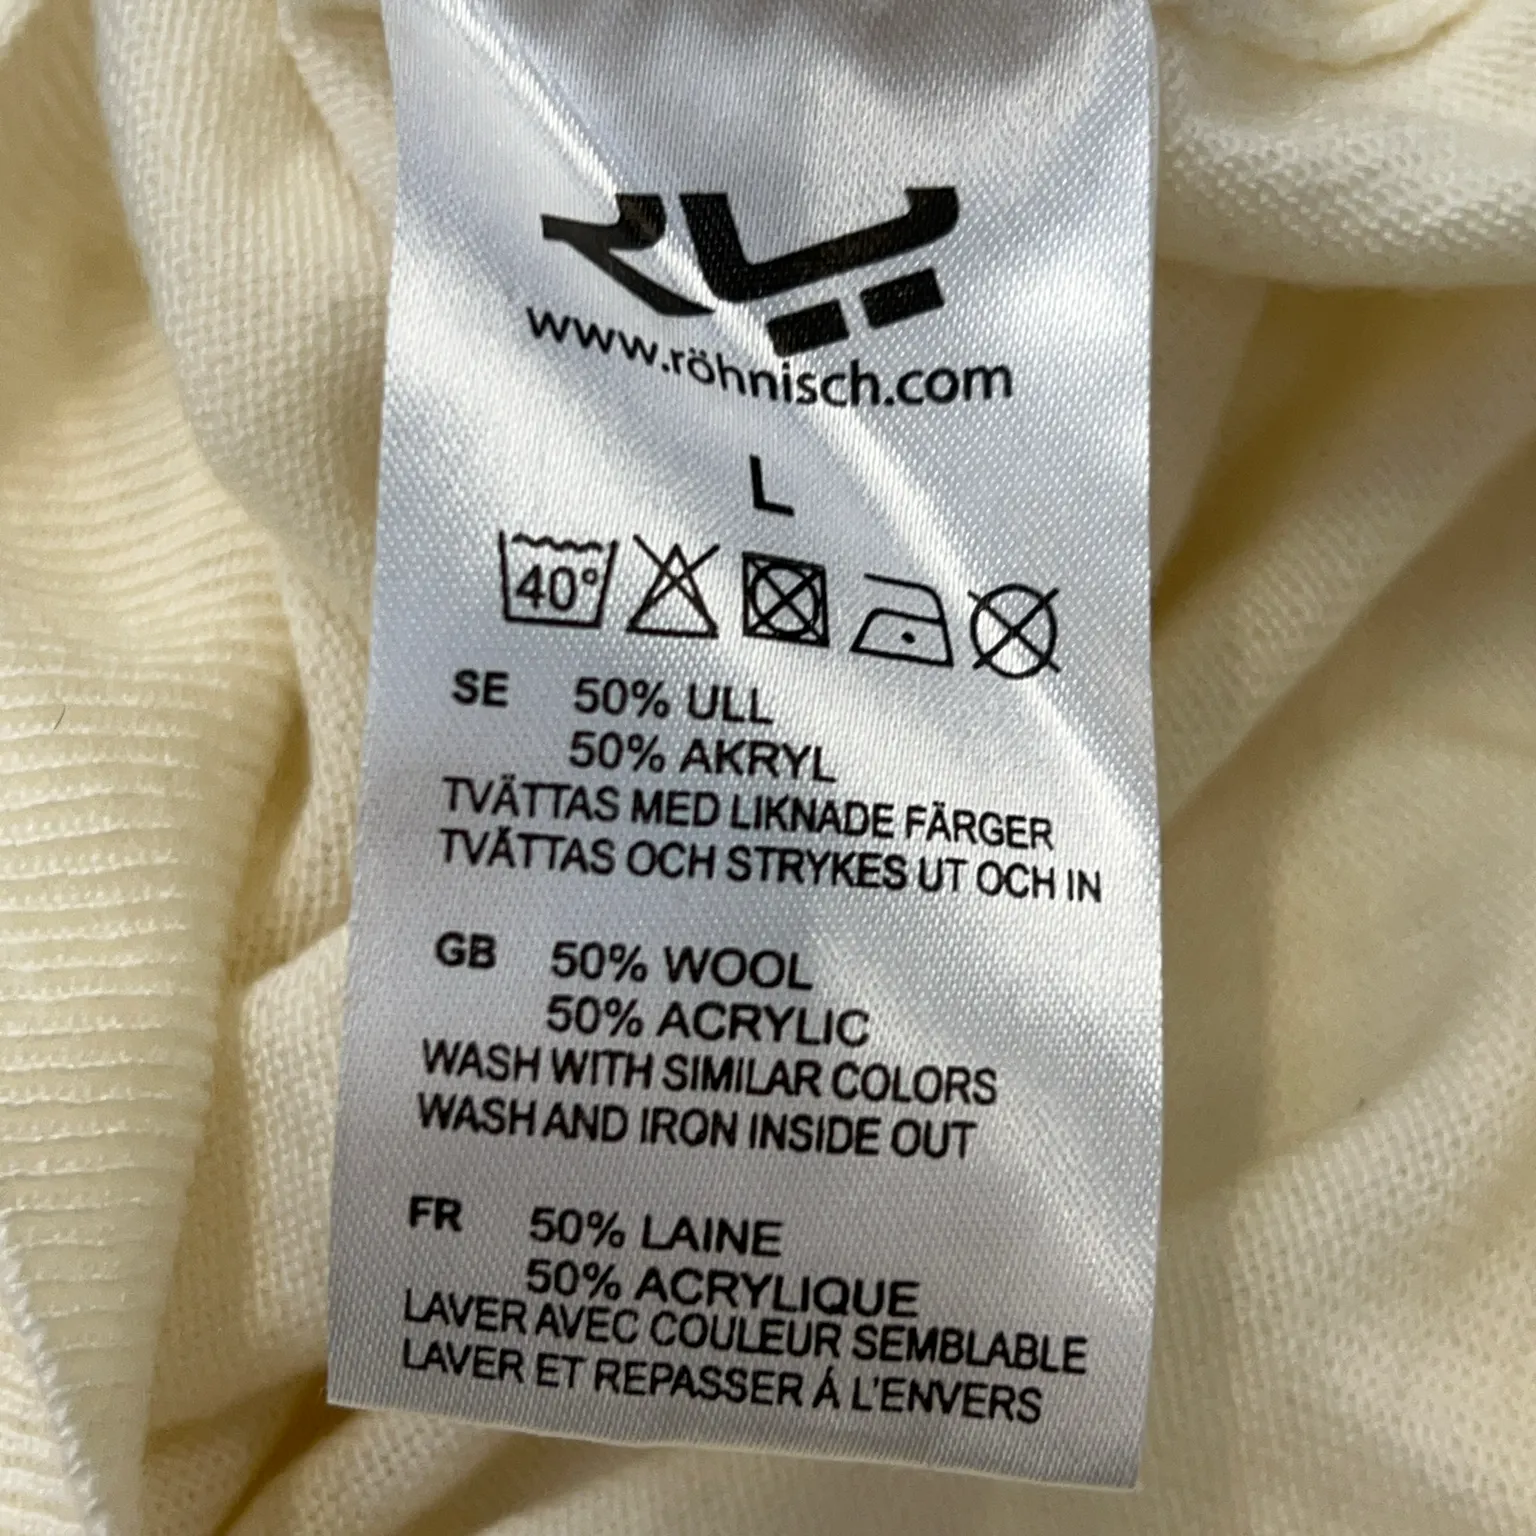 www.röhnisch.com
L
40°
SE 50% ULL
50% AKRYL
TVÄTTAS MED LIKNADE FÄRGER
TVÄTTAS OCH STRYKES UT OCH IN
GB 50% WOOL
50% ACRYLIC
WASH WITH SIMILAR COLORS
WASH AND IRON INSIDE OUT
FR 50% LAINE
50% ACRYLIQUE
LAVER AVEC COULEUR SEMBLABLE
LAVER ET REPASSER Á L'ENVERS